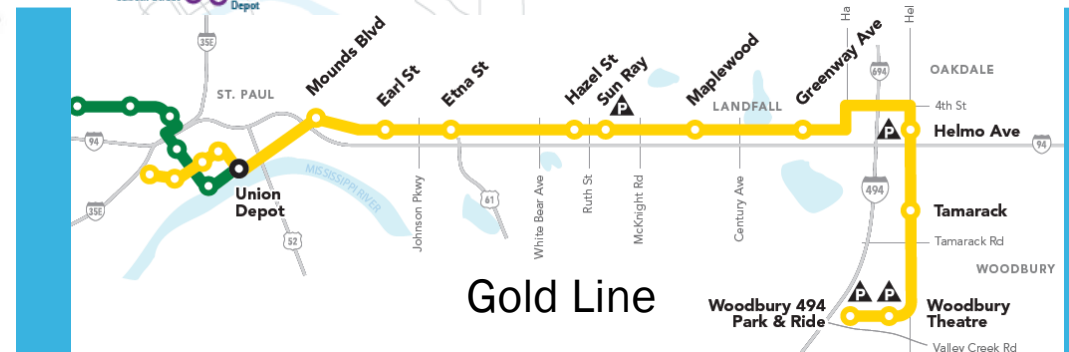 Depot
Ha
Hel
35E
ST. PAUL
Mounds Blvd
Earl St
Etna St
Hazel St
Sun Ray
P
Maplewood
LANDFALL
Greenway Ave
694
OAKDALE
4th St
P
Helmo Ave
94
94
MISSISSIPPI RIVER
Union
Depot
35E
52
61
Johnson Pkwy
White Bear Ave
Ruth St
McKnight Rd
Century Ave
494
Tamarack
Tamarack Rd
WOODBURY
Gold Line
P
P
Woodbury 494
Park & Ride
Woodbury
Theatre
Valley Creek Rd